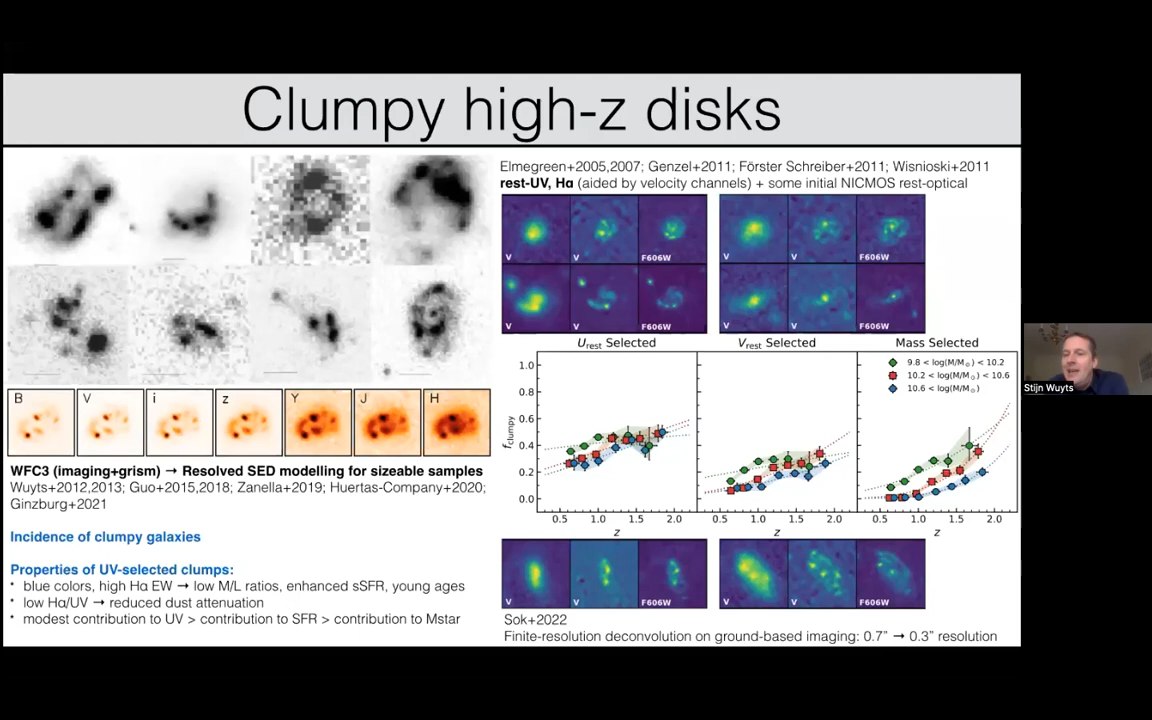 Clumpy high-z disks
Elmegreen+2005,2007; Genzel+2011; Förster Schreiber+2011; Wisnioski+2011
rest-UV, Hα (aided by velocity channels) + some initial NICMOS rest-optical
V V F606W V V F606W
V V F606W V V F606W
B V i z Y J H
WFC3 (imaging+grism) → Resolved SED modelling for sizeable samples
Wuyts+2012,2013; Guo+2015,2018; Zanella+2019; Huertas-Company+2020;
Ginzburg+2021
Incidence of clumpy galaxies
Properties of UV-selected clumps:
• blue colors, high Hα EW → low M/L ratios, enhanced sSFR, young ages
• low Hα/UV → reduced dust attenuation
• modest contribution to UV > contribution to SFR > contribution to Mstar
U_rest Selected V_rest Selected Mass Selected
9.8 < log(M/M☉) < 10.2
10.2 < log(M/M☉) < 10.6
10.6 < log(M/M☉)
f_clumpy
1.0
0.8
0.6
0.4
0.2
0.0
0.5 1.0 1.5 2.0 0.5 1.0 1.5 2.0 0.5 1.0 1.5 2.0
z z z
V V F606W V V F606W
Sok+2022
Finite-resolution deconvolution on ground-based imaging: 0.7" → 0.3" resolution
Stijn Wuyts